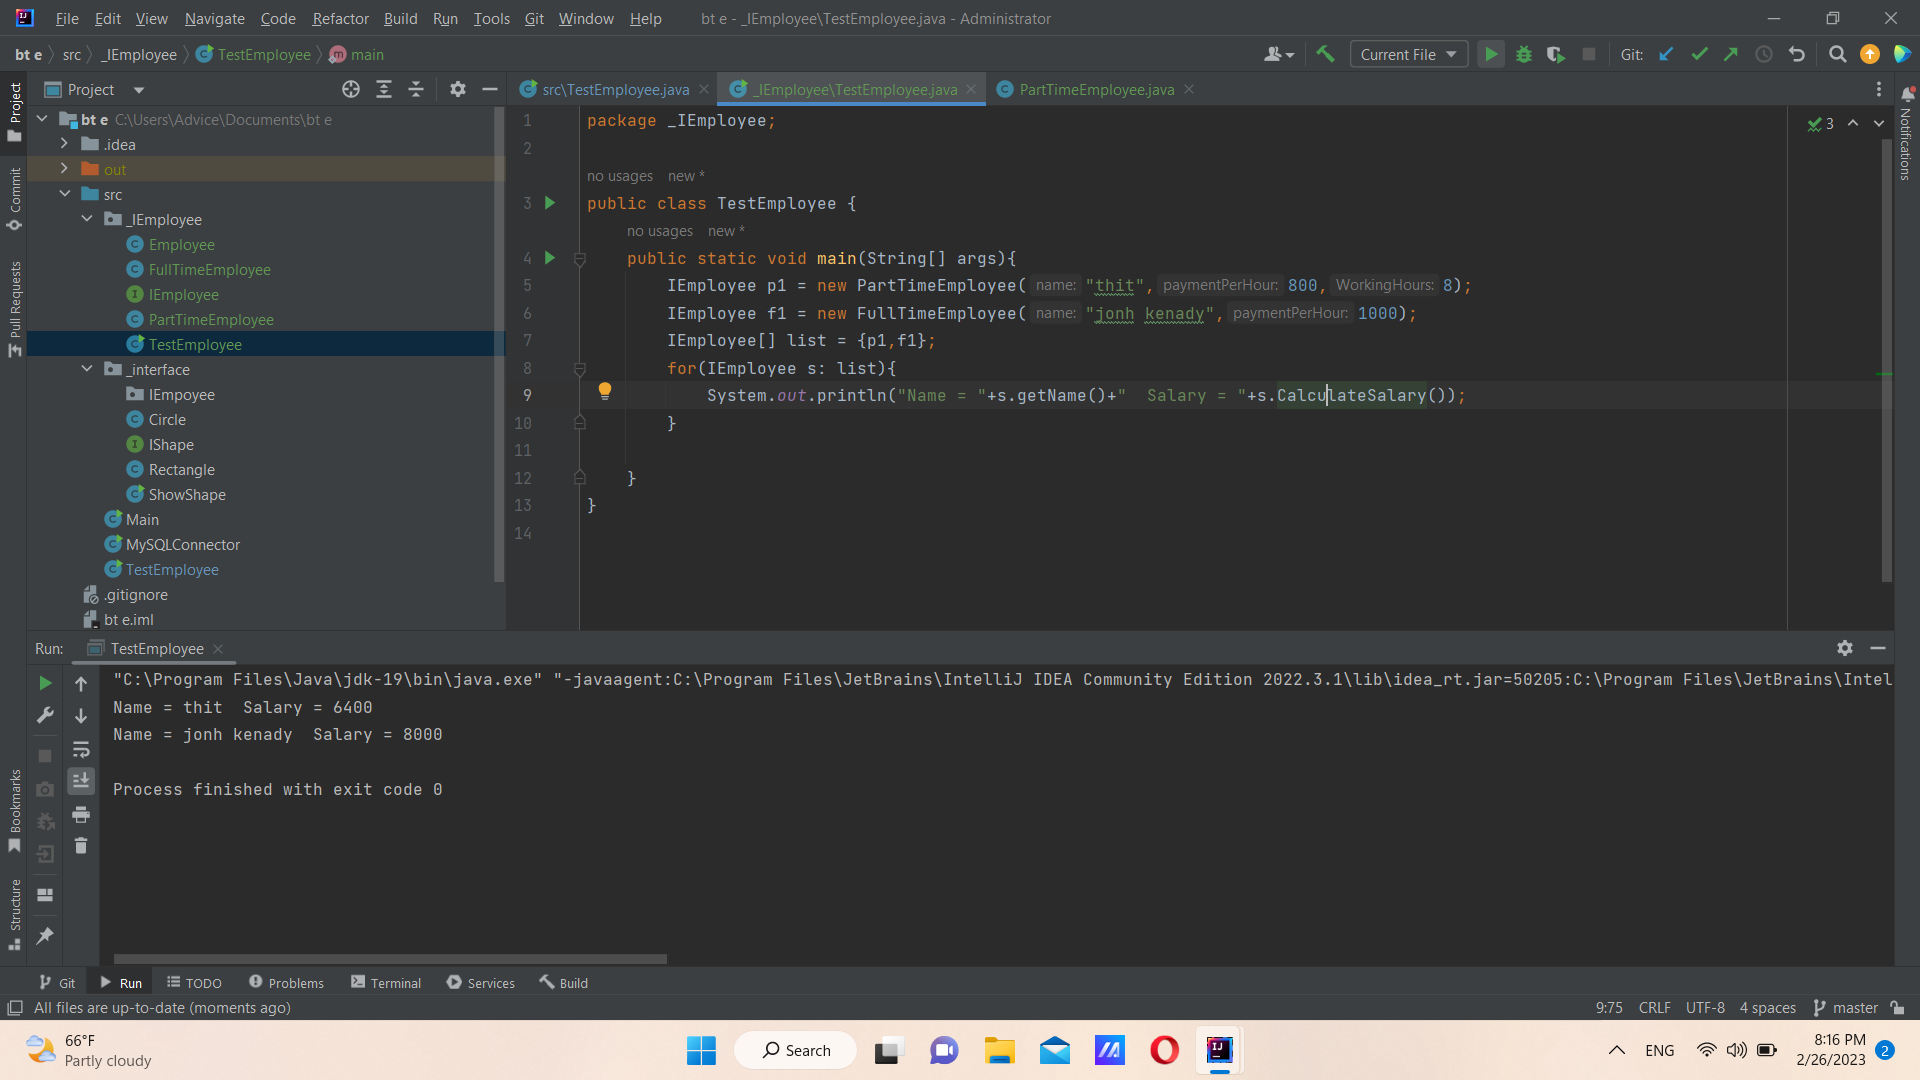 File Edit View Navigate Code Refactor Build Run Tools Git Window Help bt e - _IEmployee\TestEmployee.java - Administrator
bt e src _IEmployee TestEmployee main Current File Git:
Project
src\TestEmployee.java _IEmployee\TestEmployee.java PartTimeEmployee.java
Project
Commit
Pull Requests
Bookmarks
Structure
Notifications
bt e C:\Users\Advice\Documents\bt e
.idea
out
src
_IEmployee
Employee
FullTimeEmployee
IEmployee
PartTimeEmployee
TestEmployee
_interface
IEmpoyee
Circle
IShape
Rectangle
ShowShape
Main
MySQLConnector
TestEmployee
.gitignore
bt e.iml
3
1 package _IEmployee;
2
no usages new *
3 public class TestEmployee {
no usages new *
4 public static void main(String[] args){
5 IEmployee p1 = new PartTimeEmployee( name: "thit", paymentPerHour: 800, WorkingHours: 8);
6 IEmployee f1 = new FullTimeEmployee( name: "jonh kenady", paymentPerHour: 1000);
7 IEmployee[] list = {p1,f1};
8 for(IEmployee s: list){
9 System.out.println("Name = "+s.getName()+"  Salary = "+s.CalculateSalary());
10 }
11
12 }
13 }
14
Run: TestEmployee
"C:\Program Files\Java\jdk-19\bin\java.exe" "-javaagent:C:\Program Files\JetBrains\IntelliJ IDEA Community Edition 2022.3.1\lib\idea_rt.jar=50205:C:\Program Files\JetBrains\Intel
Name = thit  Salary = 6400
Name = jonh kenady  Salary = 8000
Process finished with exit code 0
Git Run TODO Problems Terminal Services Build
All files are up-to-date (moments ago) 9:75 CRLF UTF-8 4 spaces master
66°F
Partly cloudy
Search
ENG
8:16 PM
2/26/2023
2